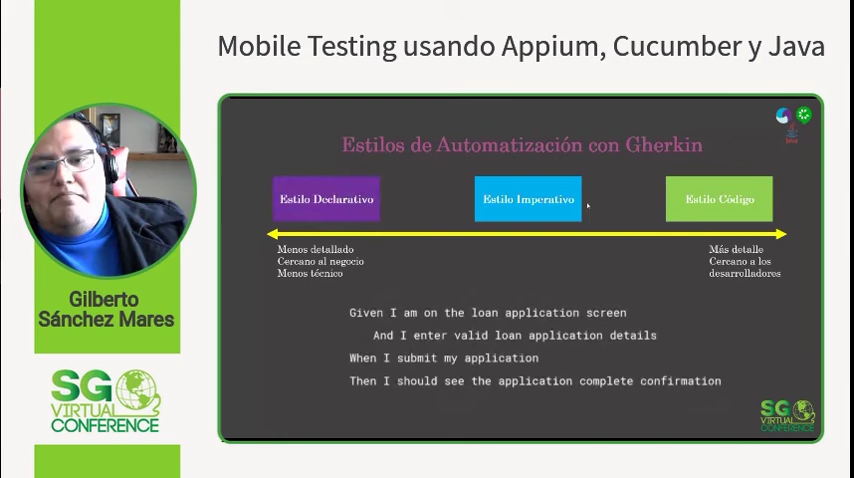 Mobile Testing usando Appium, Cucumber y Java
Estilos de Automatización con Gherkin
Java
Estilo Declarativo
Estilo Imperativo
Estilo Código
Menos detallado
Cercano al negocio
Menos técnico
Más detalle
Cercano a los
desarrolladores
Given I am on the loan application screen
And I enter valid loan application details
When I submit my application
Then I should see the application complete confirmation
SG
VIRTUAL
CONFERENCE
Gilberto
Sánchez Mares
SG
VIRTUAL
CONFERENCE